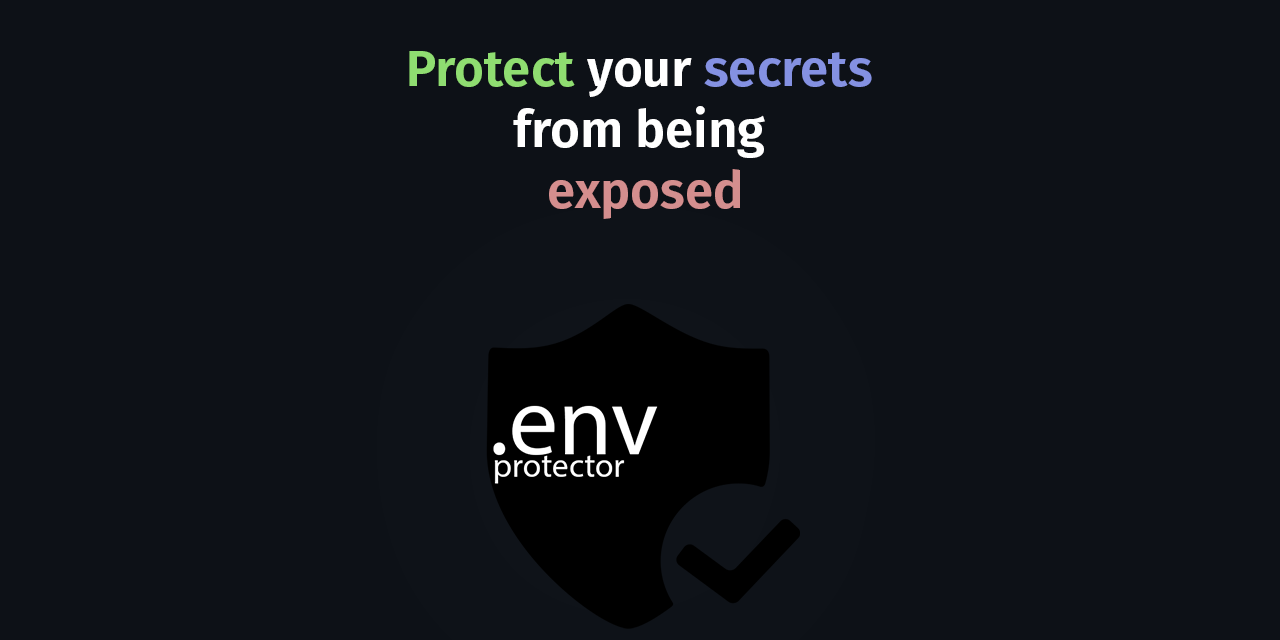 Protect your secrets
from being
exposed
.env
protector